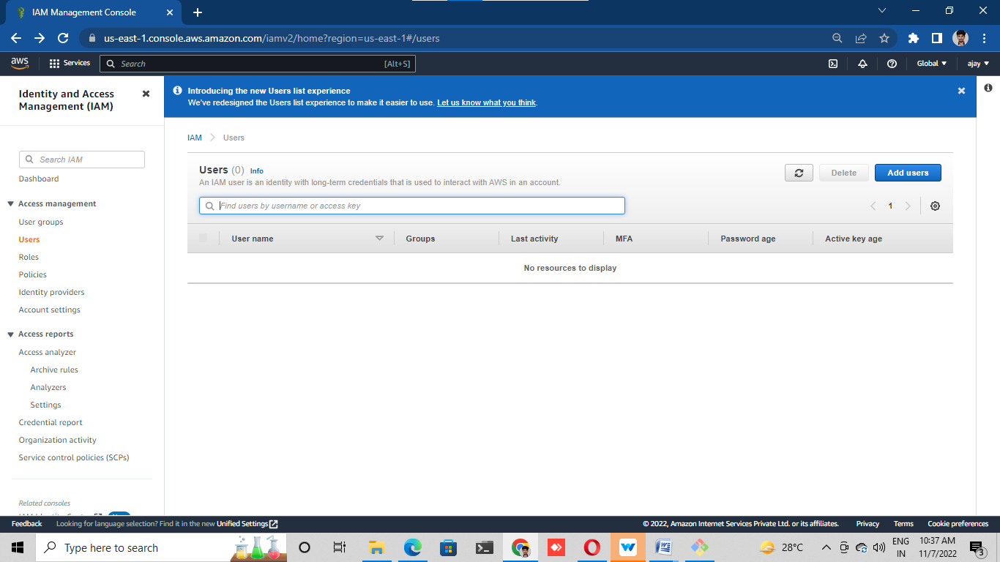 IAM Management Console
us-east-1.console.aws.amazon.com/iamv2/home?region=us-east-1#/users
aws
Services
Search
[Alt+S]
Global
ajay
Identity and Access
Management (IAM)
Search IAM
Dashboard
Access management
User groups
Users
Roles
Policies
Identity providers
Account settings
Access reports
Access analyzer
Archive rules
Analyzers
Settings
Credential report
Organization activity
Service control policies (SCPs)
Related consoles
Introducing the new Users list experience
We've redesigned the Users list experience to make it easier to use. Let us know what you think.
IAM
Users
Users (0) Info
An IAM user is an identity with long-term credentials that is used to interact with AWS in an account.
Delete
Add users
Find users by username or access key
1
User name
Groups
Last activity
MFA
Password age
Active key age
No resources to display
Feedback
Looking for language selection? Find it in the new Unified Settings
© 2022, Amazon Internet Services Private Ltd. or its affiliates.
Privacy
Terms
Cookie preferences
Type here to search
28°C
ENG
IN
10:37 AM
11/7/2022
3